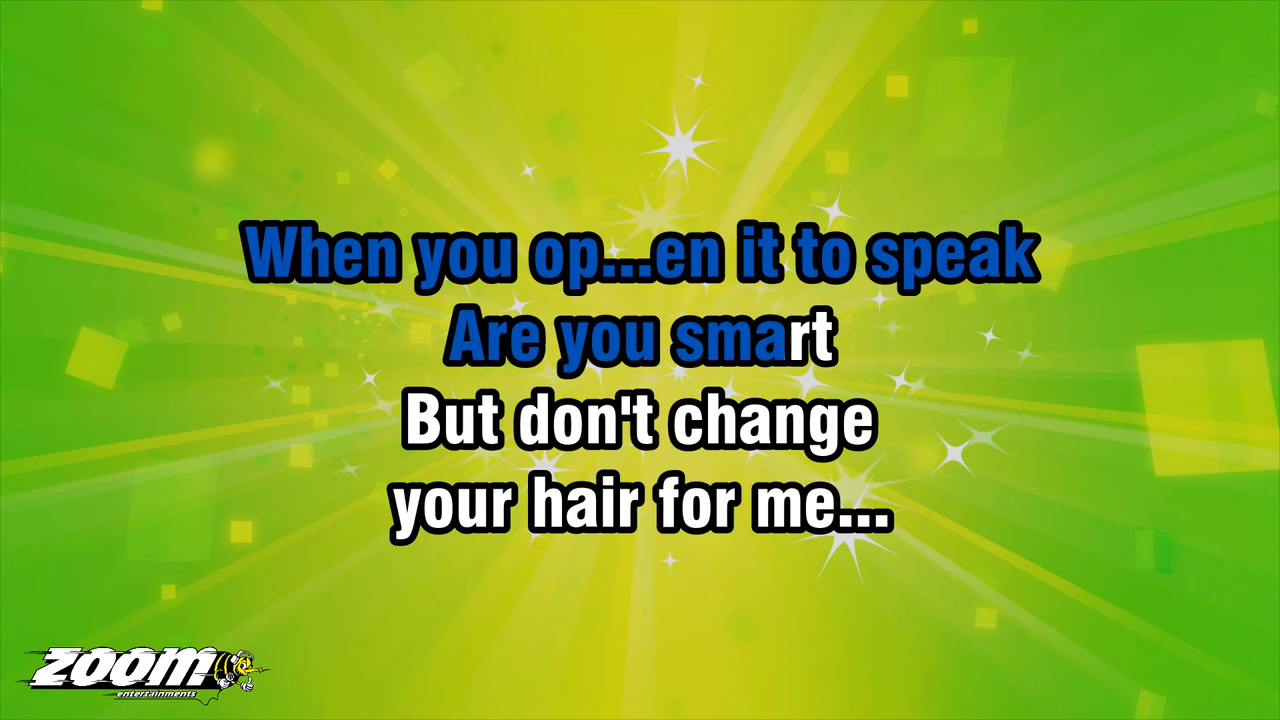 When you op...en it to speak
Are you smart
But don't change
your hair for me...
ZOOM
entertainments